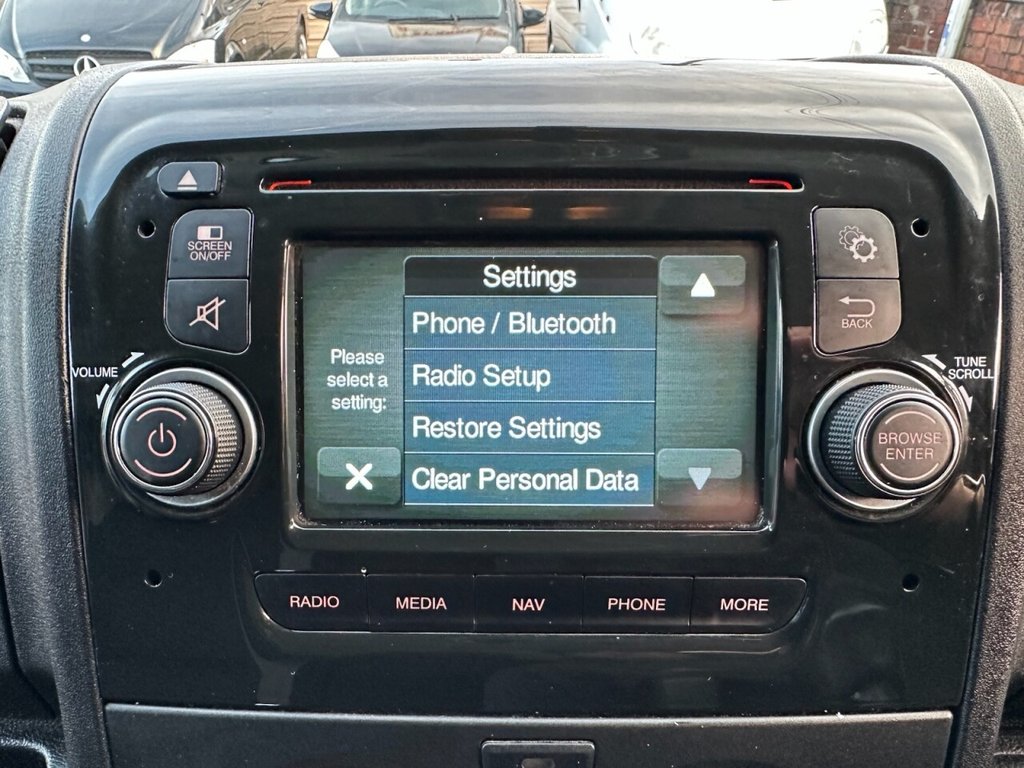 SCREEN
ON/OFF
VOLUME
Settings
Phone / Bluetooth
Radio Setup
Restore Settings
Clear Personal Data
Please
select a
setting:
BACK
TUNE
SCROLL
BROWSE
ENTER
RADIO
MEDIA
NAV
PHONE
MORE